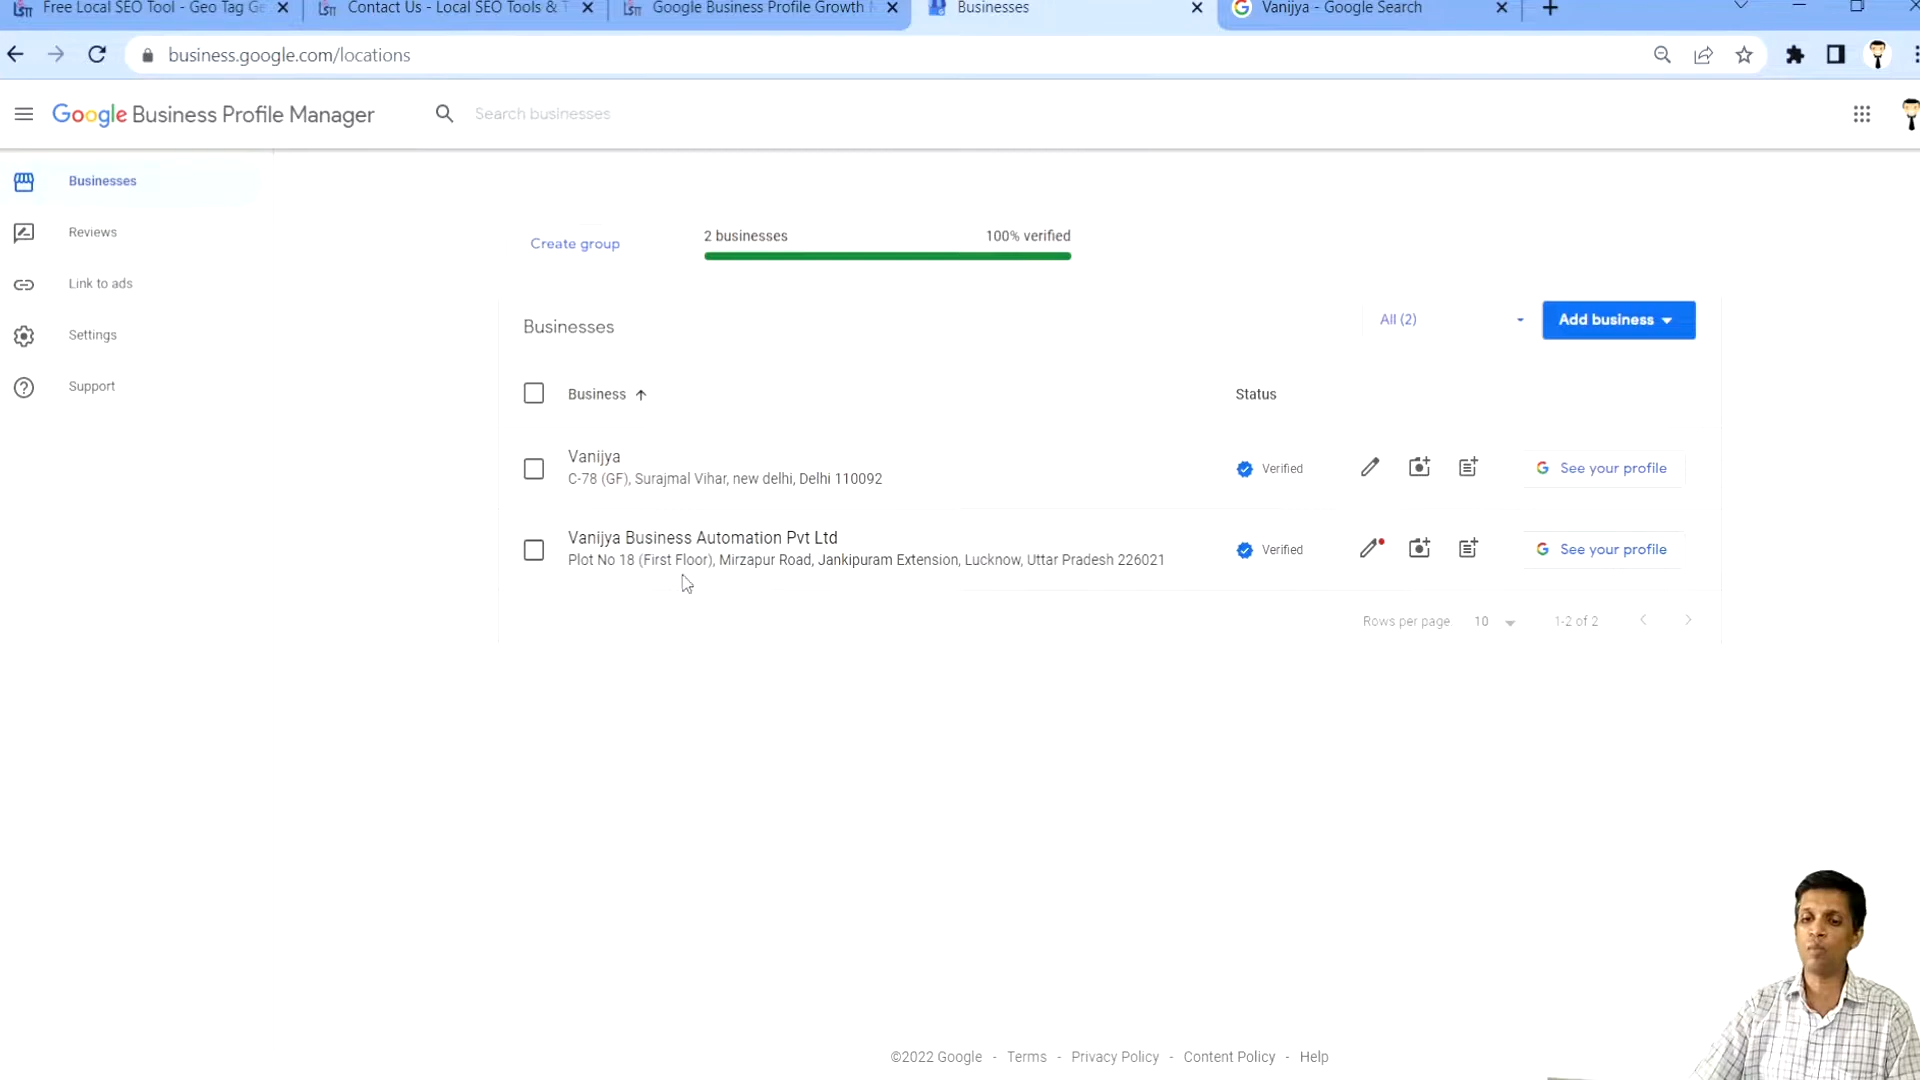 Free Local SEO Tool - Geo Tag Ge
Contact Us - Local SEO Tools & T
Google Business Profile Growth
Businesses
Vanijya - Google Search
business.google.com/locations
Google Business Profile Manager
Search businesses
Businesses
Reviews
Link to ads
Settings
Support
Create group
2 businesses
100% verified
Businesses
All (2)
Add business
Business
Status
Vanijya
C-78 (GF), Surajmal Vihar, new delhi, Delhi 110092
Verified
See your profile
Vanijya Business Automation Pvt Ltd
Plot No 18 (First Floor), Mirzapur Road, Jankipuram Extension, Lucknow, Uttar Pradesh 226021
Verified
See your profile
Rows per page 10 1-2 of 2
©2022 Google - Terms - Privacy Policy - Content Policy - Help